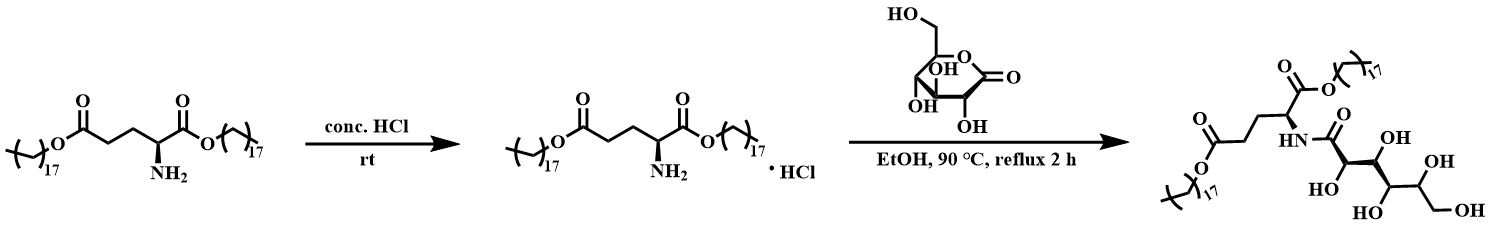 O
O
O
O
( )17
( )17
NH2
conc. HCl
rt
O
O
O
O
( )17
( )17
NH2
· HCl
HO
O
OH
O
OH
OH
EtOH, 90 °C, reflux 2 h
O
O
( )17
O
O
HN
O
OH
OH
HO
HO
OH
( )17